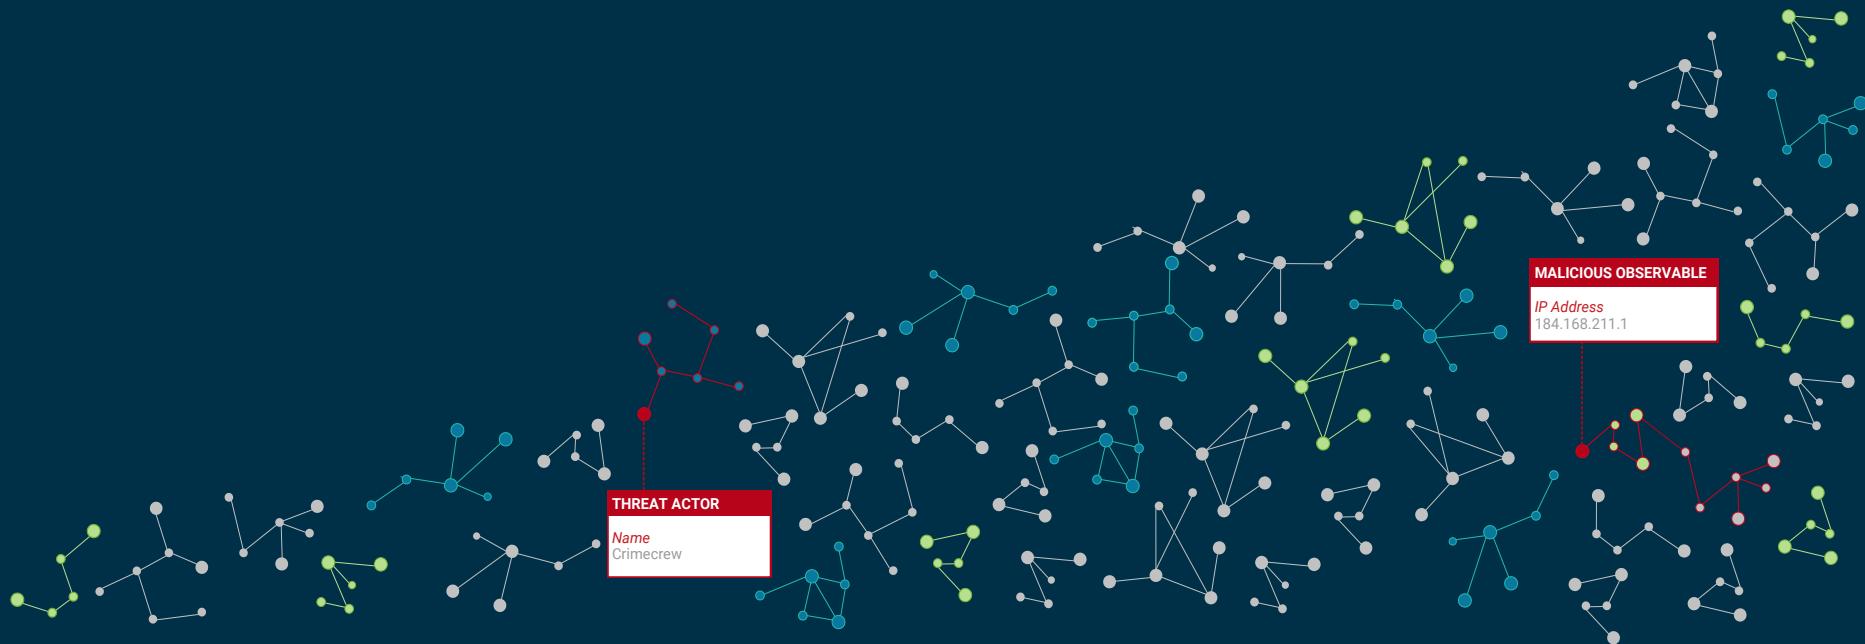 MALICIOUS OBSERVABLE
IP Address
184.168.211.1
THREAT ACTOR
Name
Crimecrew